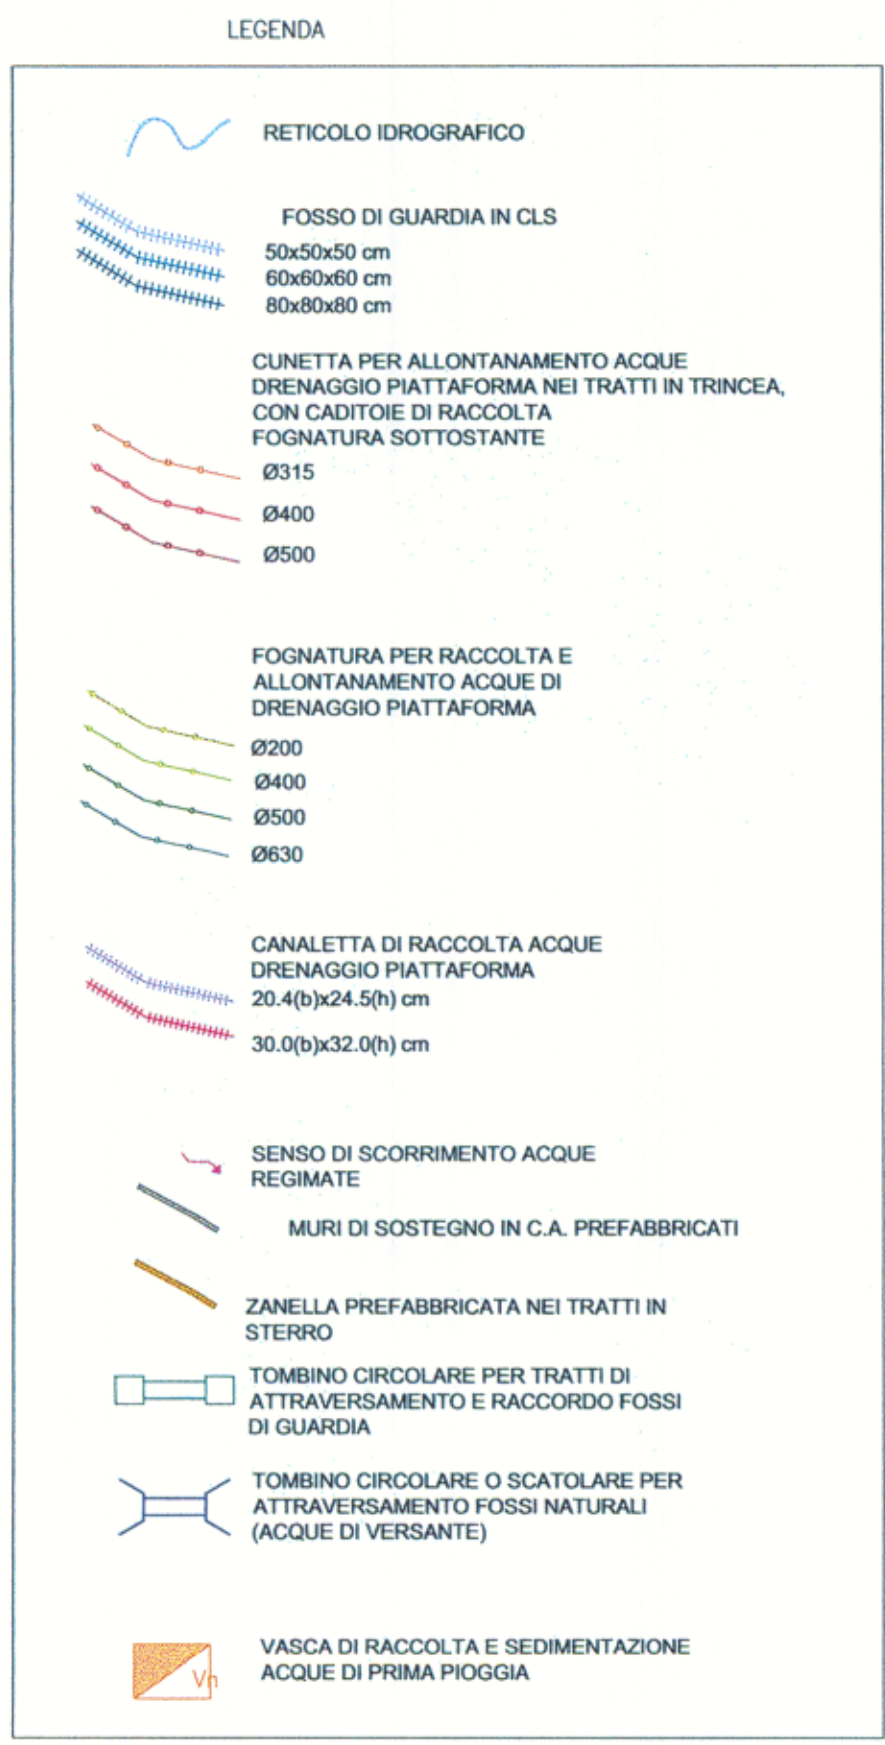 LEGENDA
RETICOLO IDROGRAFICO
FOSSO DI GUARDIA IN CLS
50x50x50 cm
60x60x60 cm
80x80x80 cm
CUNETTA PER ALLONTANAMENTO ACQUE
DRENAGGIO PIATTAFORMA NEI TRATTI IN TRINCEA,
CON CADITOIE DI RACCOLTA
FOGNATURA SOTTOSTANTE
Ø315
Ø400
Ø500
FOGNATURA PER RACCOLTA E
ALLONTANAMENTO ACQUE DI
DRENAGGIO PIATTAFORMA
Ø200
Ø400
Ø500
Ø630
CANALETTA DI RACCOLTA ACQUE
DRENAGGIO PIATTAFORMA
20.4(b)x24.5(h) cm
30.0(b)x32.0(h) cm
SENSO DI SCORRIMENTO ACQUE
REGIMATE
MURI DI SOSTEGNO IN C.A. PREFABBRICATI
ZANELLA PREFABBRICATA NEI TRATTI IN
STERRO
TOMBINO CIRCOLARE PER TRATTI DI
ATTRAVERSAMENTO E RACCORDO FOSSI
DI GUARDIA
TOMBINO CIRCOLARE O SCATOLARE PER
ATTRAVERSAMENTO FOSSI NATURALI
(ACQUE DI VERSANTE)
Vn
VASCA DI RACCOLTA E SEDIMENTAZIONE
ACQUE DI PRIMA PIOGGIA